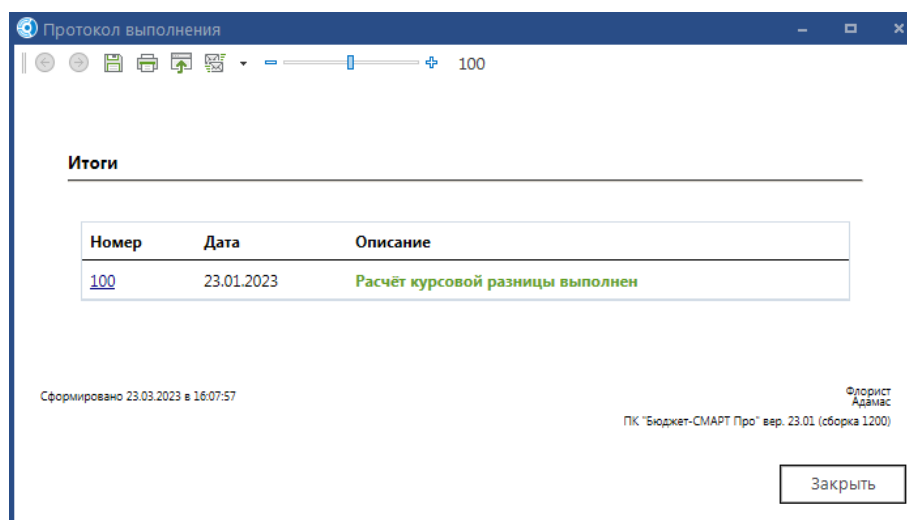 Протокол выполнения
100
Итоги
Номер Дата Описание
100 23.01.2023 Расчёт курсовой разницы выполнен
Сформировано 23.03.2023 в 16:07:57
Флорист
Адамас
ПК "Бюджет-СМАРТ Про" вер. 23.01 (сборка 1200)
Закрыть